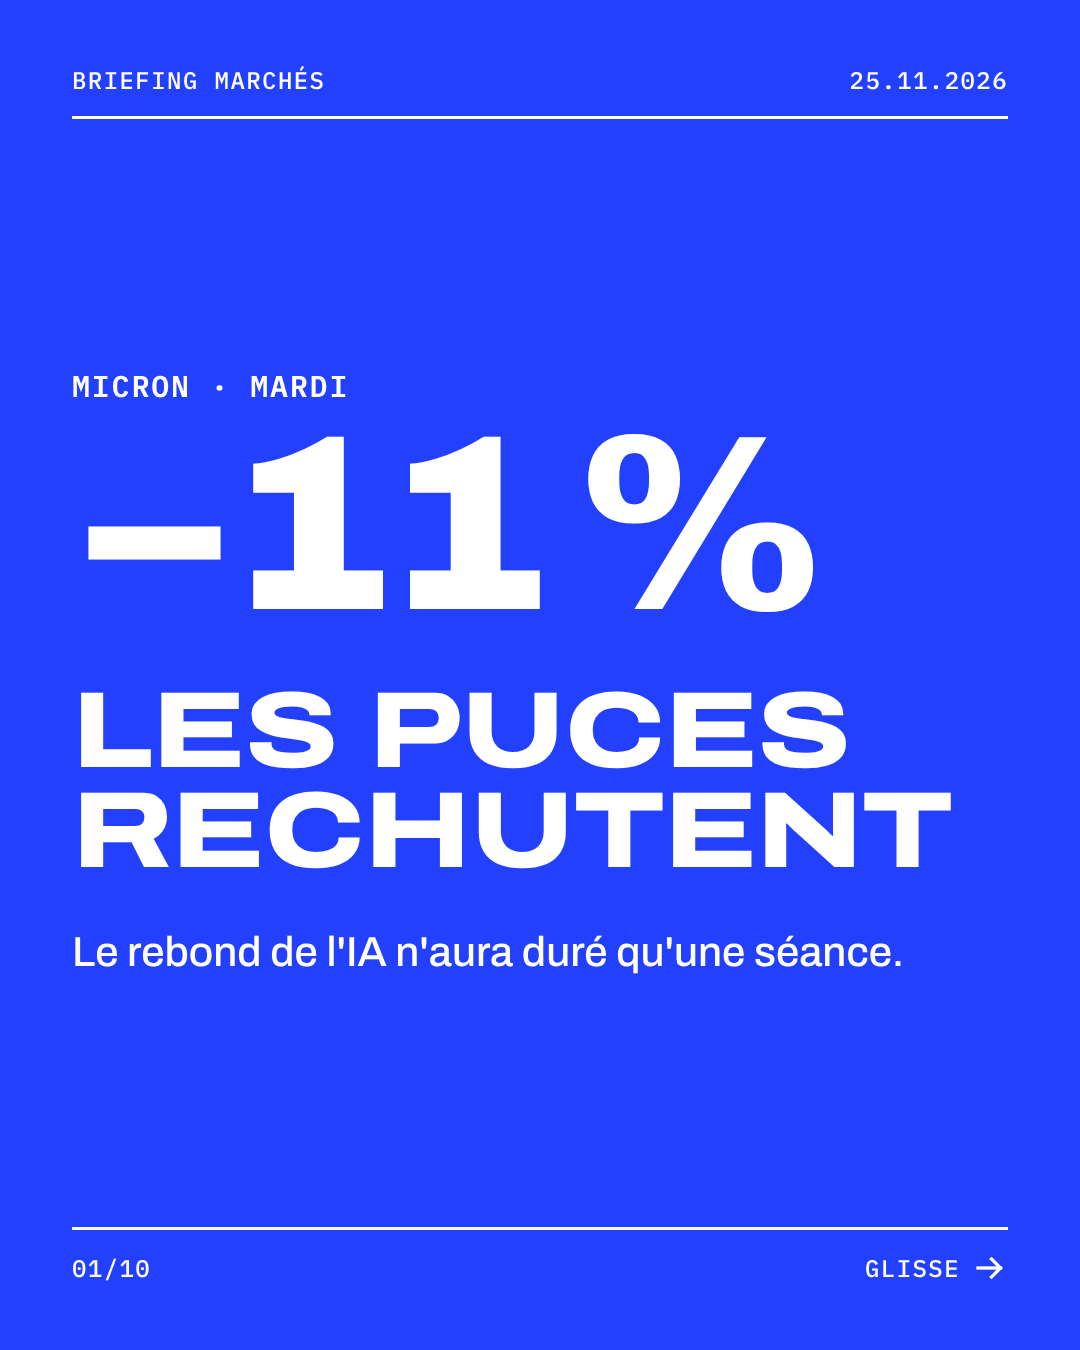 BRIEFING MARCHÉS
25.11.2026
MICRON · MARDI
–11 %
LES PUCES
RECHUTENT
Le rebond de l'IA n'aura duré qu'une séance.
01/10
GLISSE →